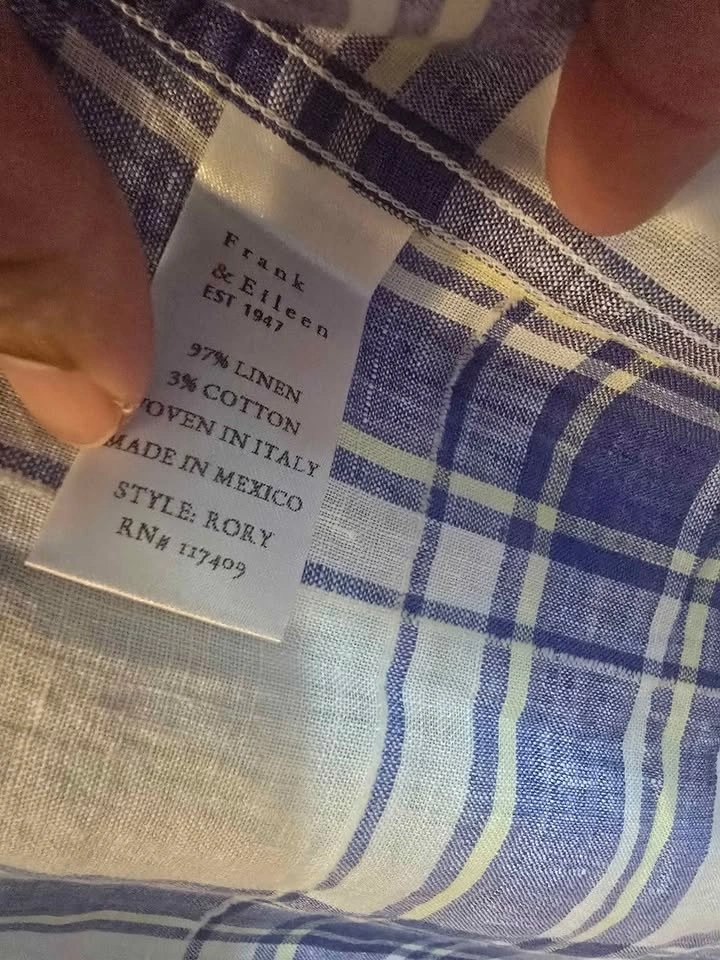 Frank
& Eileen
EST 1947
97% LINEN
3% COTTON
WOVEN IN ITALY
MADE IN MEXICO
STYLE: RORY
RN# 117409